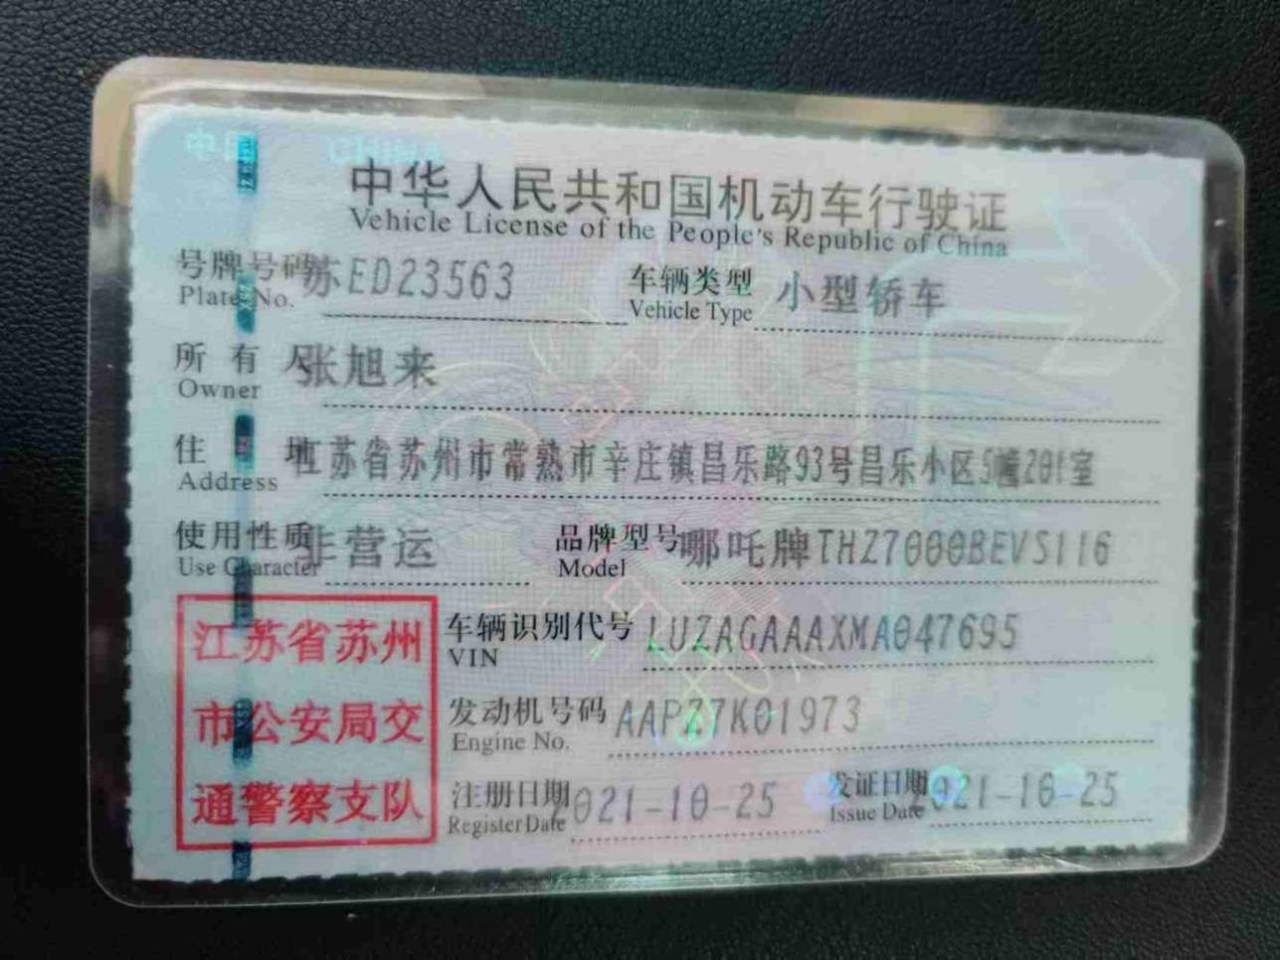 中国 CHINA
中华人民共和国机动车行驶证
Vehicle License of the People's Republic of China
号牌号码 苏ED23563 车辆类型 小型轿车
Plate No. Vehicle Type
所有人 张旭来
Owner
住址 江苏省苏州市常熟市辛庄镇昌乐路93号昌乐小区5幢201室
Address
使用性质 非营运 品牌型号 哪吒牌THZ7000BEVS116
Use Character Model
江苏省苏州
市公安局交
通警察支队
车辆识别代号 LUZAGAAAXMA047695
VIN
发动机号码 AAPZ7K01973
Engine No.
注册日期 2021-10-25 发证日期 2021-10-25
Register Date Issue Date